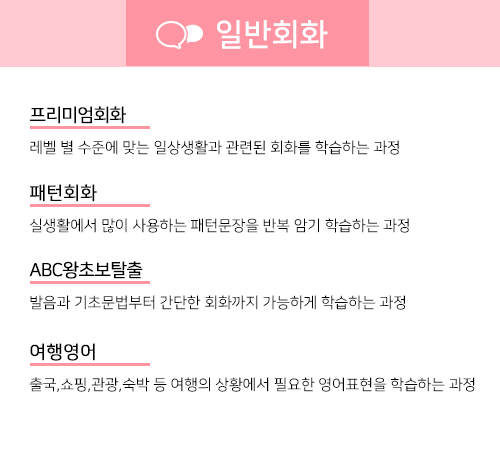 일반회화
프리미엄회화
레벨 별 수준에 맞는 일상생활과 관련된 회화를 학습하는 과정
패턴회화
실생활에서 많이 사용하는 패턴문장을 반복 암기 학습하는 과정
ABC왕초보탈출
발음과 기초문법부터 간단한 회화까지 가능하게 학습하는 과정
여행영어
출국,쇼핑,관광,숙박 등 여행의 상황에서 필요한 영어표현을 학습하는 과정